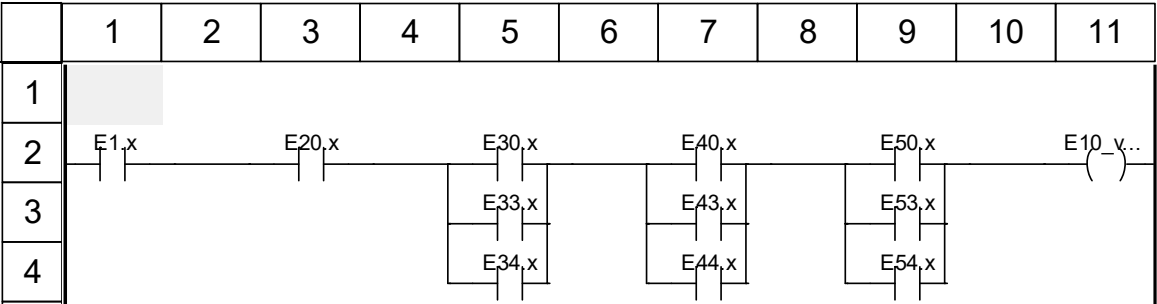 1 2 3 4 5 6 7 8 9 10 11
1
E1.x E20.x E30.x E40.x E50.x E10_v...
2
E33.x E43.x E53.x
3
E34.x E44.x E54.x
4